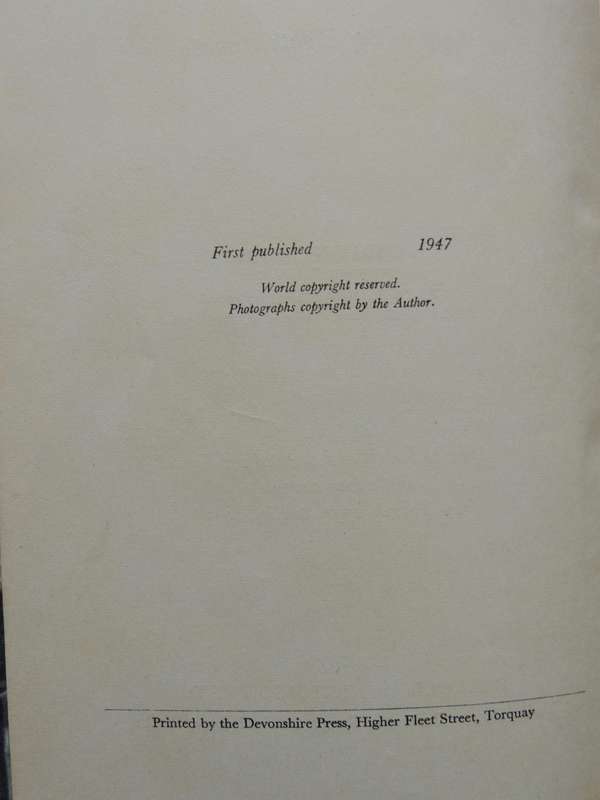 First published 1947
World copyright reserved.
Photographs copyright by the Author.
Printed by the Devonshire Press, Higher Fleet Street, Torquay